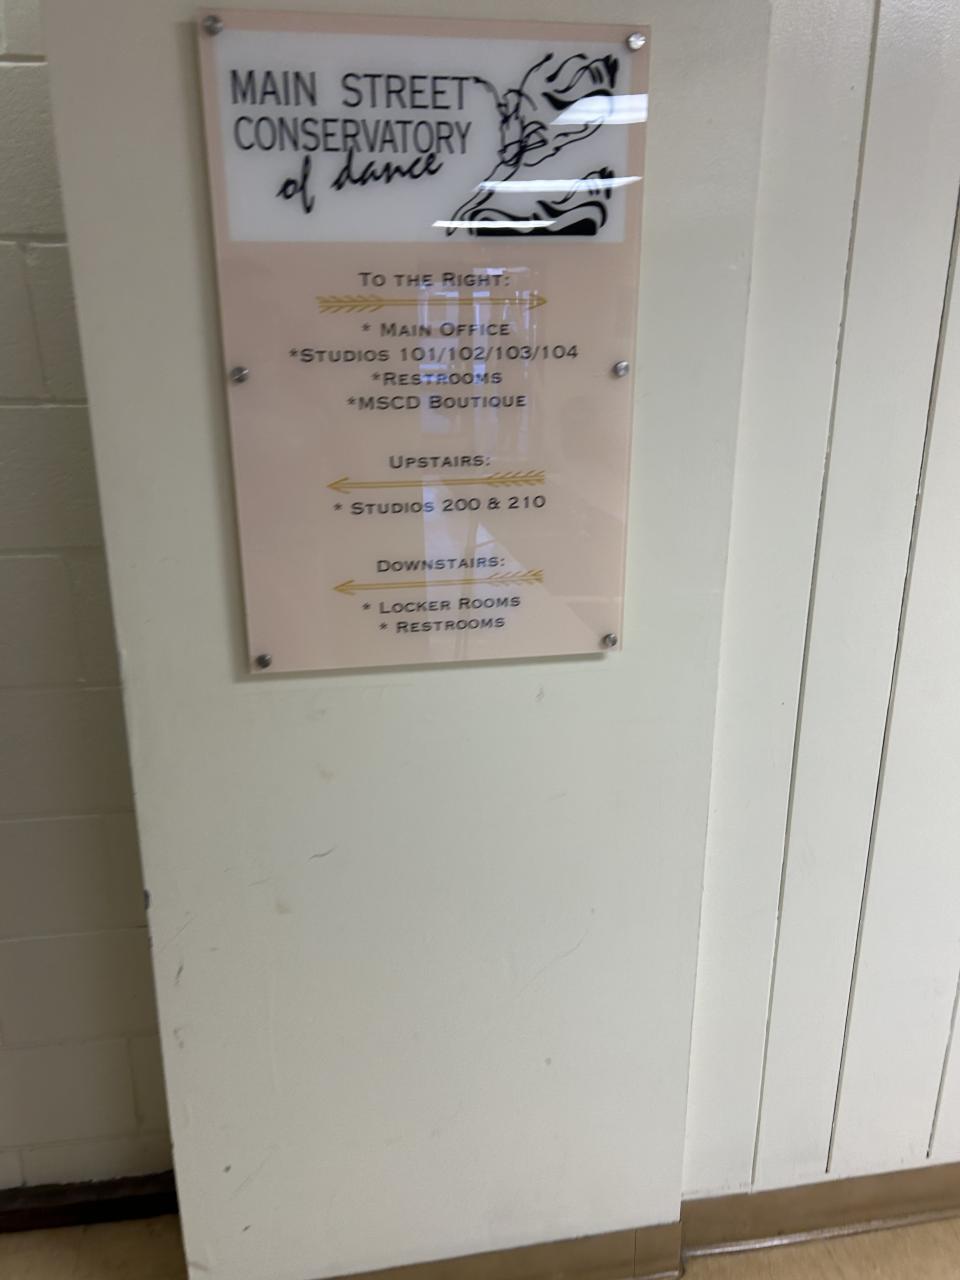 MAIN STREET
CONSERVATORY
of dance
TO THE RIGHT:
* MAIN OFFICE
*STUDIOS 101/102/103/104
*RESTROOMS
*MSCD BOUTIQUE
UPSTAIRS:
* STUDIOS 200 & 210
DOWNSTAIRS:
* LOCKER ROOMS
* RESTROOMS